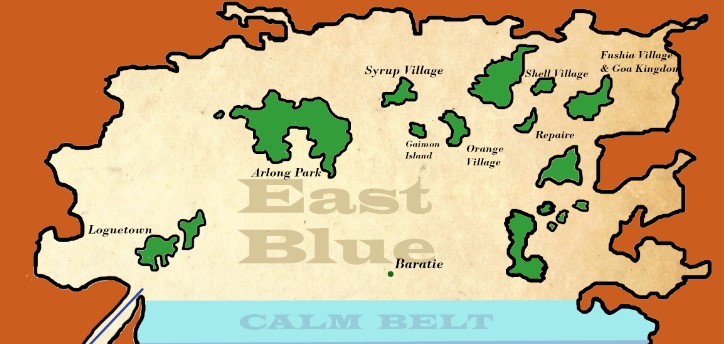 Syrup Village
Shell Village
Fushia Village
& Goa Kingdom
Gaimon
Island
Orange
Village
Repaire
Arlong Park
East
Blue
Loguetown
Baratie
CALM BELT